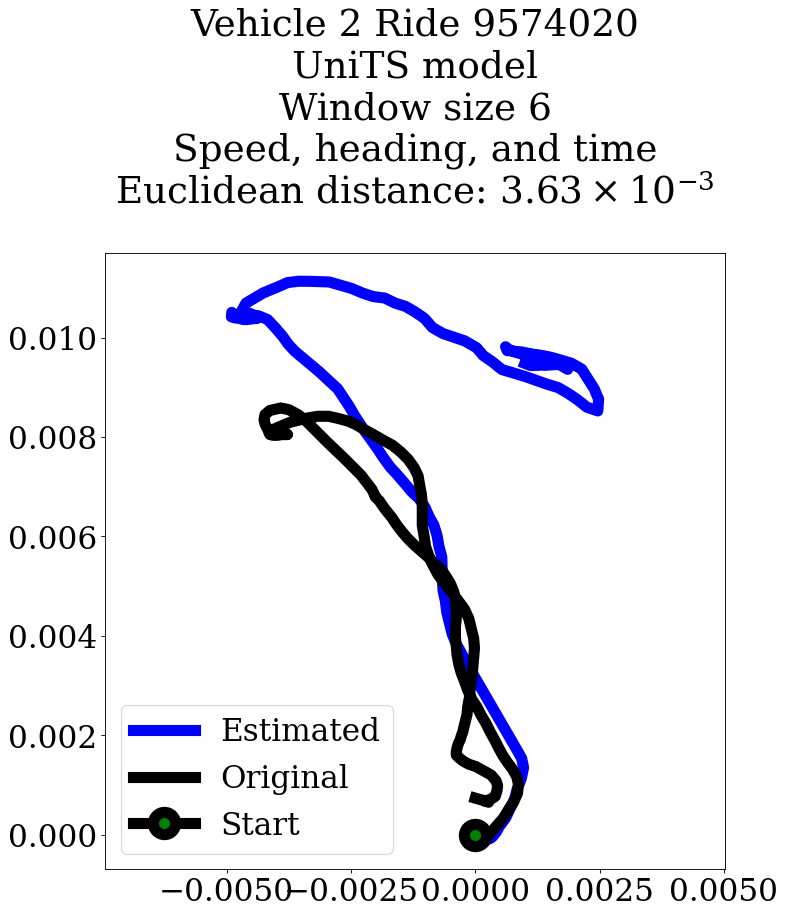 Vehicle 2 Ride 9574020
UniTS model
Window size 6
Speed, heading, and time
Euclidean distance: 3.63 × 10⁻³
0.010
0.008
0.006
0.004
0.002
0.000
Estimated
Original
Start
−0.0050 −0.0025 0.0000 0.0025 0.0050